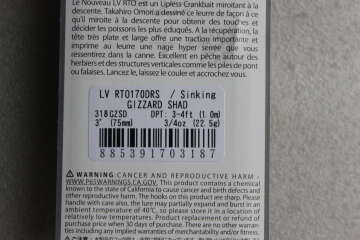 Le Nouveau LV RTO est un Lipless Crankbait miroitant à la
descente. Takahiro Omori a dessiné ce leurre de façon à ce
qu'il miroite à la descente pour obtenir des touches et
décider les poissons les plus éduqués. A la récupération, la
tête très plate et large offre une traction importante et
imprime au leurre une nage hyper serrée que vous
ressentirez dans la canne. Excellent en pêche autour des
herbiers et des structures verticales comme les piles de pont
ou palafones. Lancez, laissez le couler et accrochez vous.
LV RTO170DRS / Sinking
GIZZARD SHAD
318GZSD DPT: 3-4ft (1.0m)
3" (75mm) 3/4oz (22.5g)
8 85391 703187
⚠ WARNING: CANCER AND REPRODUCTIVE HARM -
WWW.P65WARNINGS.CA.GOV. This product contains a chemical
known to the state of California to cause cancer and birth defects and
other reproductive harm. The hooks on this product are sharp. Please
handle with care also, the lure may partially expand and burst in an
ambient temperature of 40℃, so please store it in a location of
relatively low temperatures. Product replacement or refund of
purchase price when 30 days of purchase. There are no other warran
ties including any implied warranties of merchantability and/or fitness.